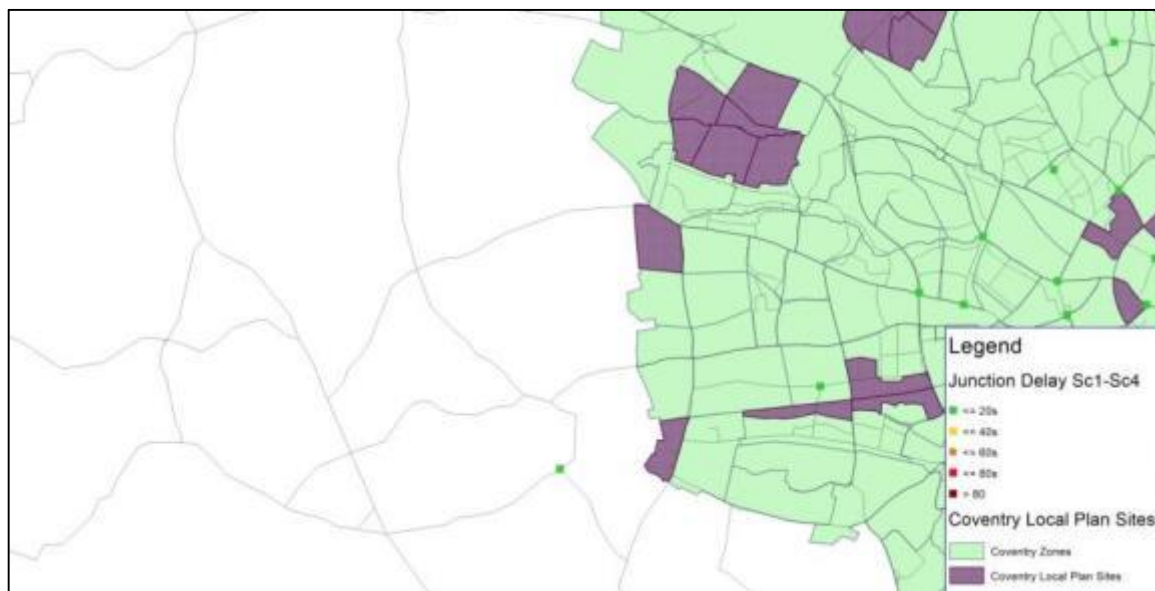 Legend
Junction Delay Sc1-Sc4
<= 20s
<= 40s
<= 60s
<= 80s
> 80
Coventry Local Plan Sites
Coventry Zones
Coventry Local Plan Sites